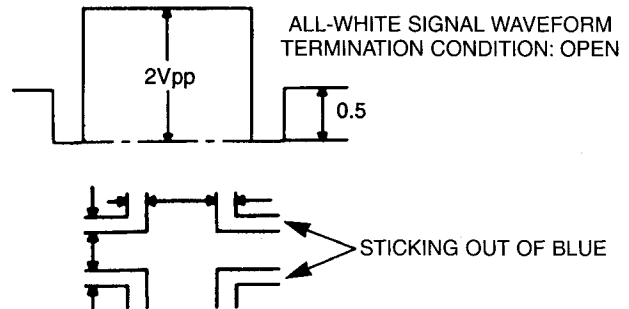 ALL-WHITE SIGNAL WAVEFORM
TERMINATION CONDITION: OPEN
2Vpp
0.5
STICKING OUT OF BLUE